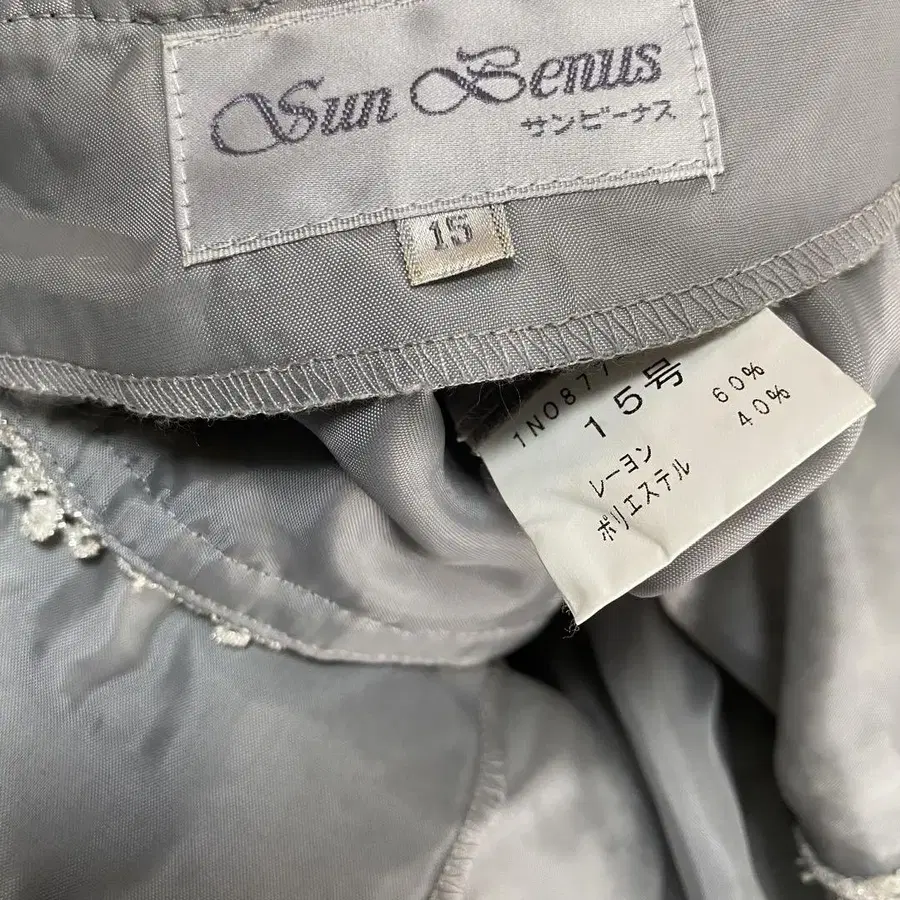 Sun Benus
サンビーナス
15
1N0877
15号
レーヨン 60%
ポリエステル 40%